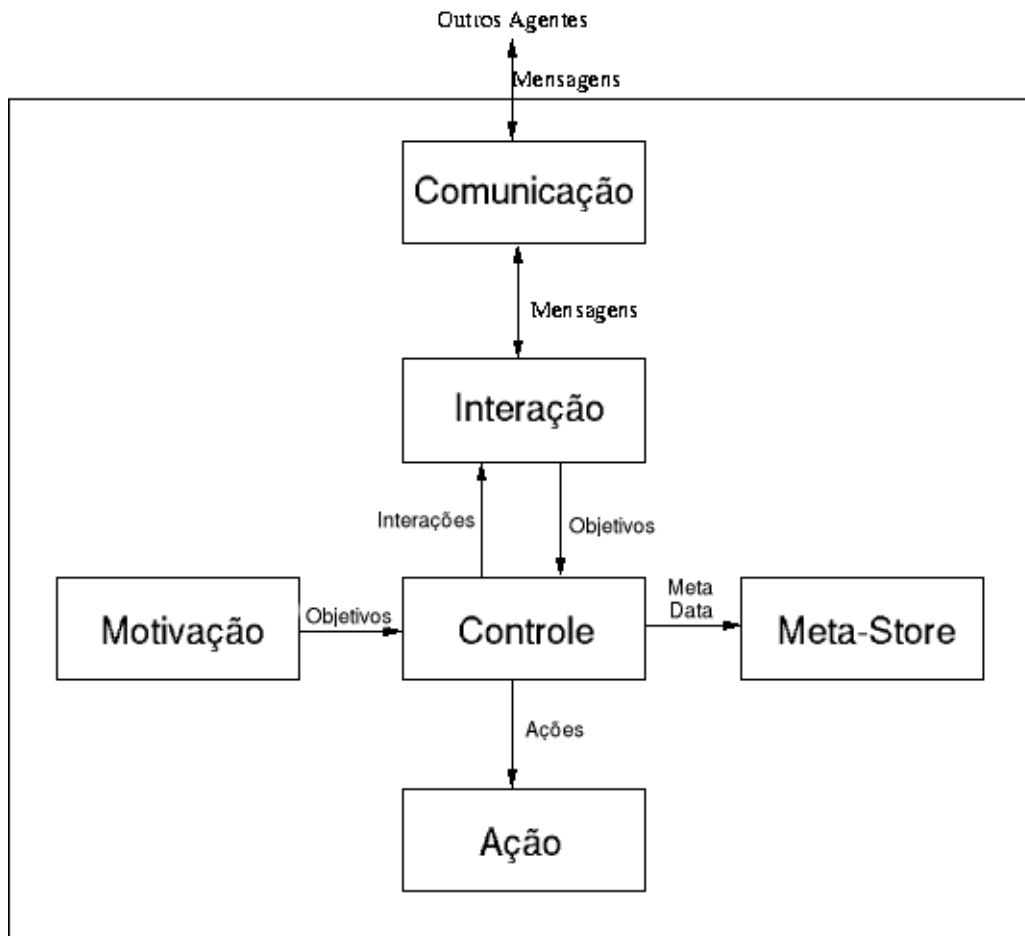 Outros Agentes
Mensagens
Comunicação
Mensagens
Interação
Interações
Objetivos
Motivação
Objetivos
Controle
Meta
Data
Meta-Store
Ações
Ação